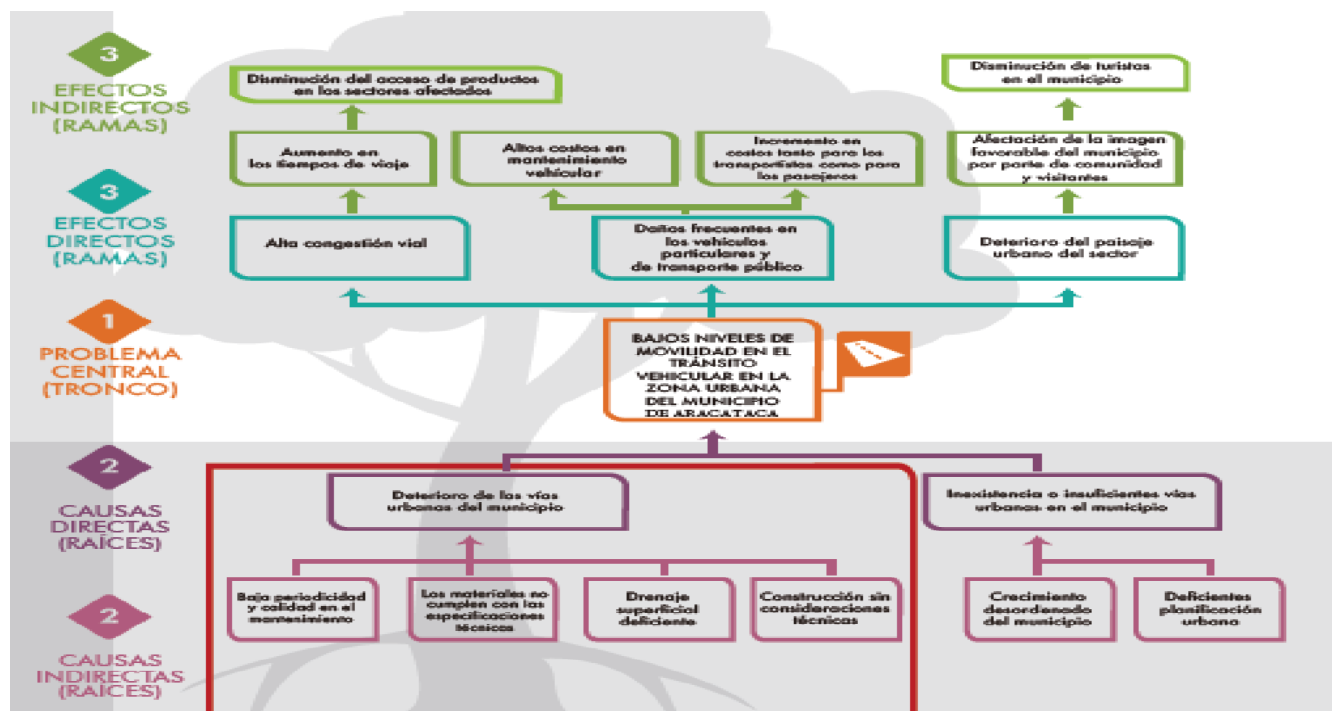 3
EFECTOS
INDIRECTOS
(RAMAS)
Disminución del acceso de productos
en los sectores afectados
Disminución de turistas
en el municipio
Aumento en
los tiempos de viaje
Altos costos en
mantenimiento
vehicular
Incremento en
costos tanto para los
transportistas como para
los pasajeros
Afectación de la imagen
favorable del municipio
por parte de comunidad
y visitantes
3
EFECTOS
DIRECTOS
(RAMAS)
Alta congestión vial
Daños frecuentes en
los vehículos
particulares y
de transporte público
Deterioro del paisaje
urbano del sector
1
PROBLEMA
CENTRAL
(TRONCO)
BAJOS NIVELES DE
MOVILIDAD EN EL
TRÁNSITO
VEHICULAR EN LA
ZONA URBANA
DEL MUNICIPIO
DE ARACATACA
2
CAUSAS
DIRECTAS
(RAÍCES)
Deterioro de las vías
urbanas del municipio
Inexistencia o insuficientes vías
urbanas en el municipio
2
CAUSAS
INDIRECTAS
(RAÍCES)
Baja periodicidad
y calidad en el
mantenimiento
Los materiales no
cumplen con las
especificaciones
técnicas
Drenaje
superficial
deficiente
Construcción sin
consideraciones
técnicas
Crecimiento
desordenado
del municipio
Deficientes
planificación
urbana